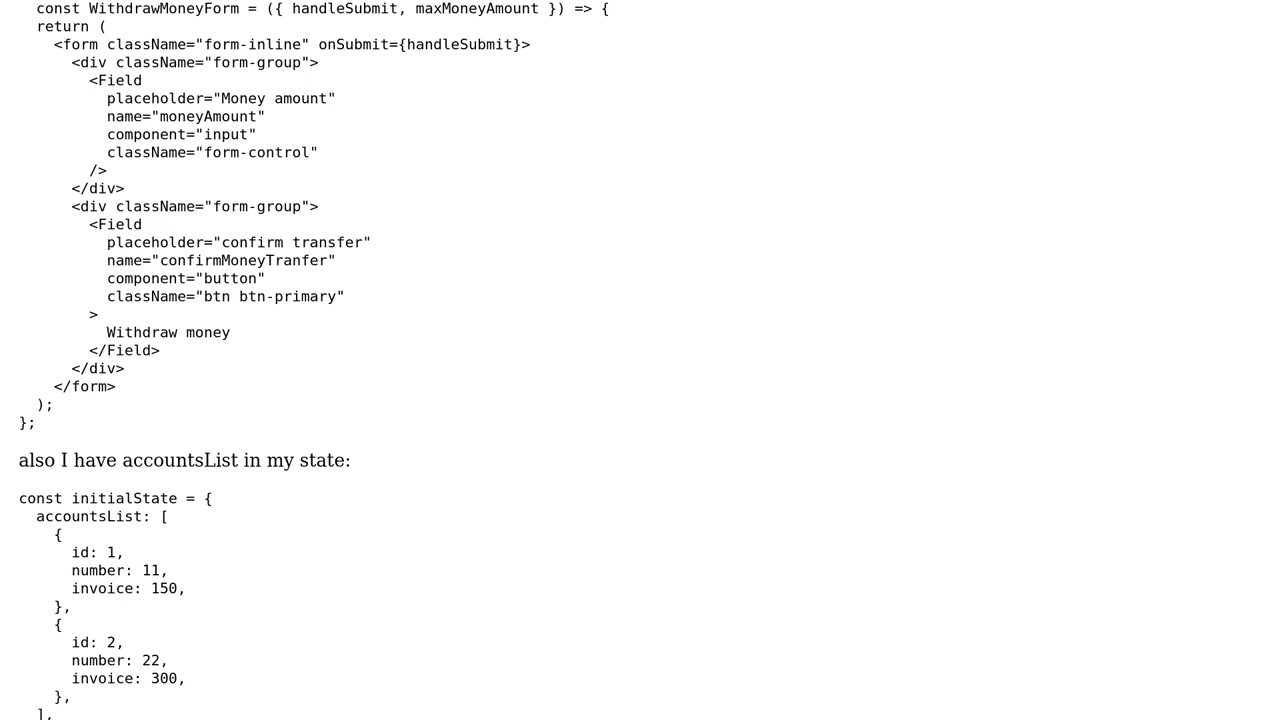 const WithdrawMoneyForm = ({ handleSubmit, maxMoneyAmount }) => {
  return (
    <form className="form-inline" onSubmit={handleSubmit}>
      <div className="form-group">
        <Field
          placeholder="Money amount"
          name="moneyAmount"
          component="input"
          className="form-control"
        />
      </div>
      <div className="form-group">
        <Field
          placeholder="confirm transfer"
          name="confirmMoneyTranfer"
          component="button"
          className="btn btn-primary"
        >
          Withdraw money
        </Field>
      </div>
    </form>
  );
};
also I have accountsList in my state:
const initialState = {
  accountsList: [
    {
      id: 1,
      number: 11,
      invoice: 150,
    },
    {
      id: 2,
      number: 22,
      invoice: 300,
    },
  ],